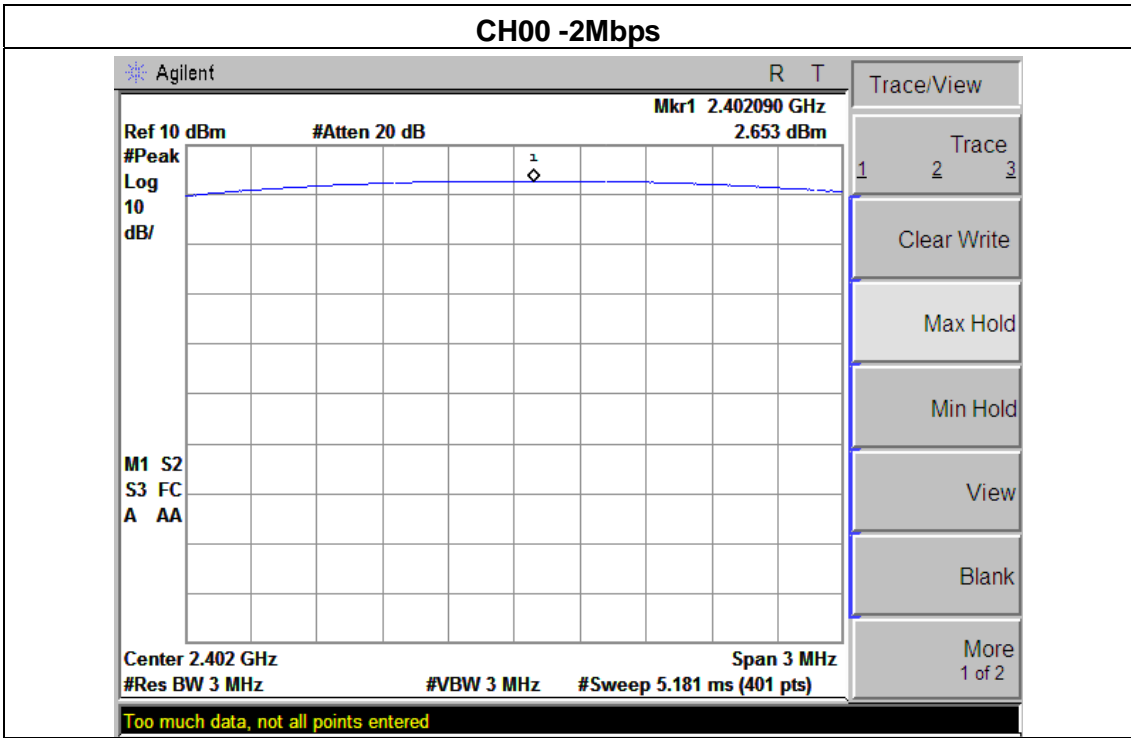 CH00 -2Mbps
Agilent R T
Trace/View
Mkr1 2.402090 GHz
Ref 10 dBm #Atten 20 dB 2.653 dBm
#Peak
Log
10
dB/
1
M1 S2
S3 FC
A AA
Center 2.402 GHz Span 3 MHz
#Res BW 3 MHz #VBW 3 MHz #Sweep 5.181 ms (401 pts)
Too much data, not all points entered
Trace
1 2 3
Clear Write
Max Hold
Min Hold
View
Blank
More
1 of 2